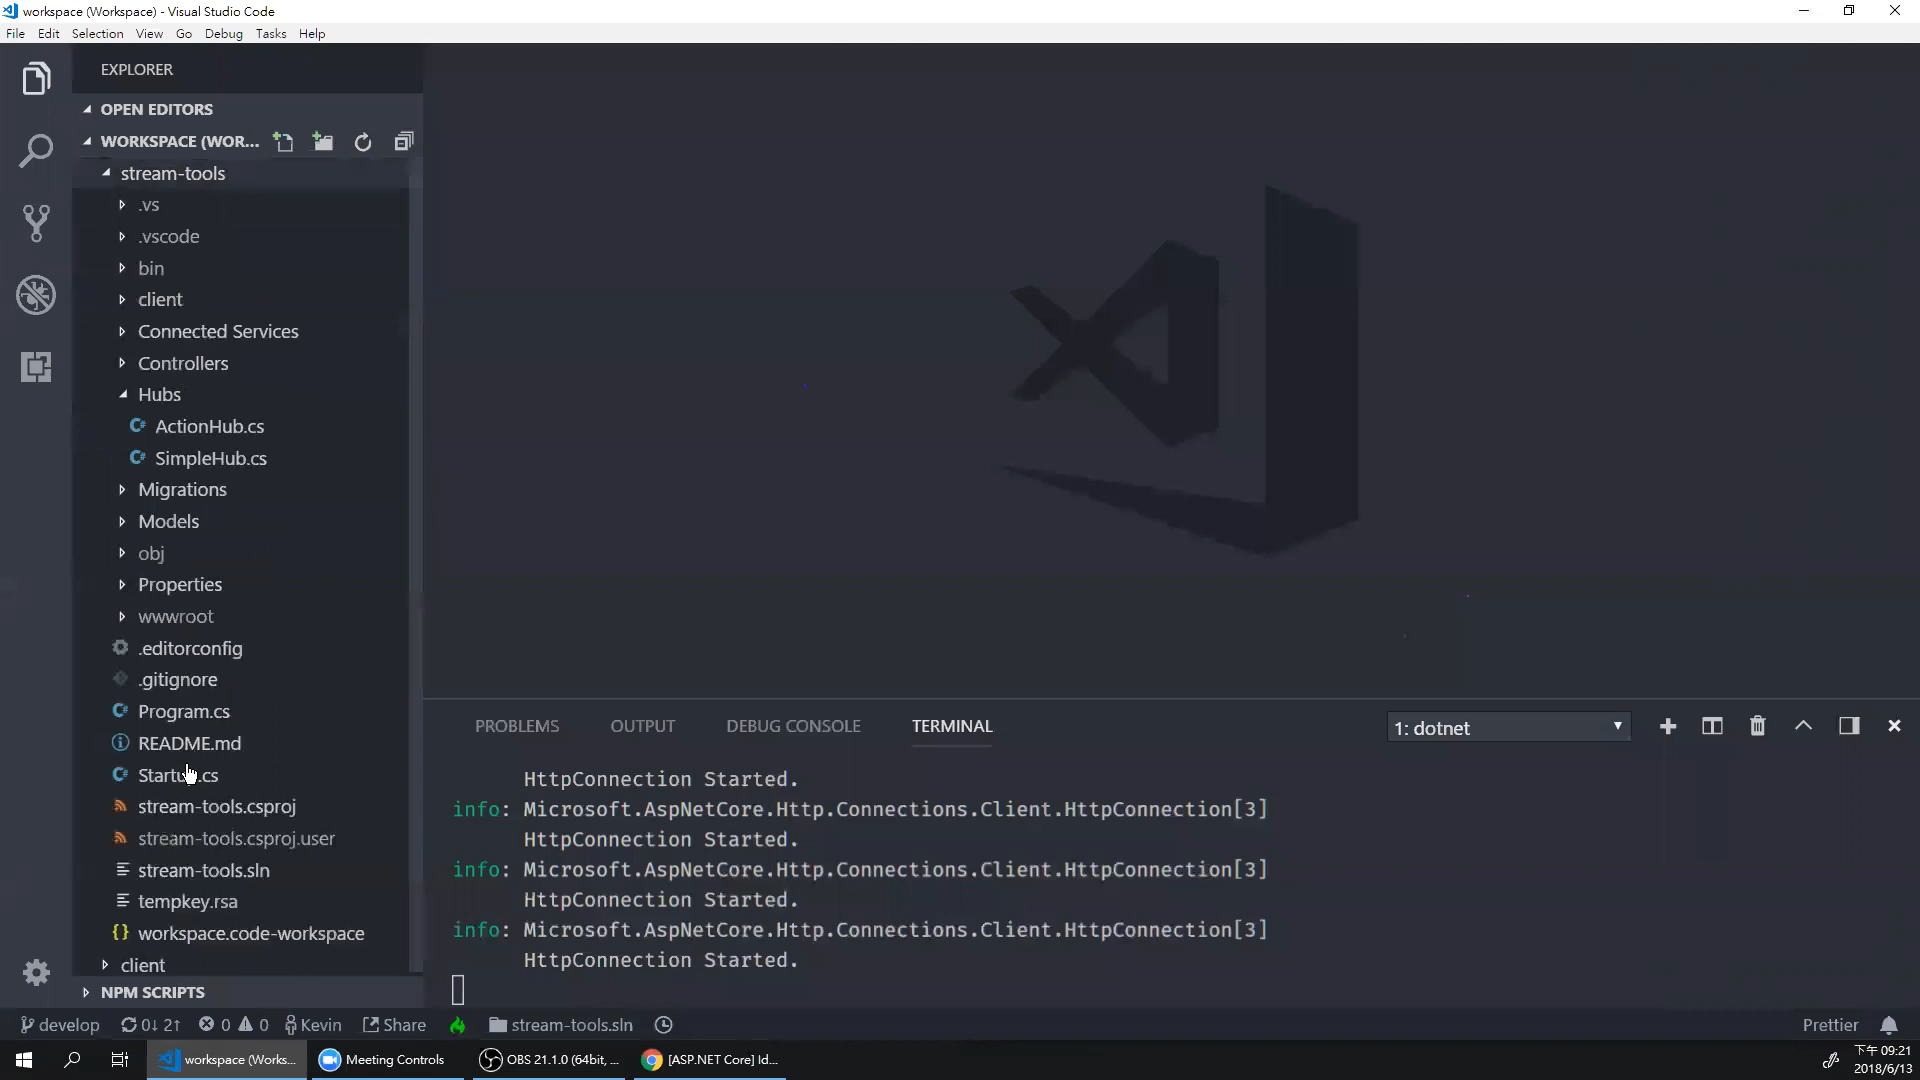 workspace (Workspace) - Visual Studio Code
File Edit Selection View Go Debug Tasks Help
EXPLORER
OPEN EDITORS
WORKSPACE (WOR...
stream-tools
.vs
.vscode
bin
client
Connected Services
Controllers
Hubs
ActionHub.cs
SimpleHub.cs
Migrations
Models
obj
Properties
wwwroot
.editorconfig
.gitignore
Program.cs
README.md
Startup.cs
stream-tools.csproj
stream-tools.csproj.user
stream-tools.sln
tempkey.rsa
workspace.code-workspace
client
NPM SCRIPTS
PROBLEMS OUTPUT DEBUG CONSOLE TERMINAL 1: dotnet
HttpConnection Started.
info: Microsoft.AspNetCore.Http.Connections.Client.HttpConnection[3]
HttpConnection Started.
info: Microsoft.AspNetCore.Http.Connections.Client.HttpConnection[3]
HttpConnection Started.
info: Microsoft.AspNetCore.Http.Connections.Client.HttpConnection[3]
HttpConnection Started.
develop 0↓ 2↑ 0 0 Kevin Share stream-tools.sln Prettier
workspace (Works... Meeting Controls OBS 21.1.0 (64bit, ... [ASP.NET Core] Id...
下午 09:21
2018/6/13